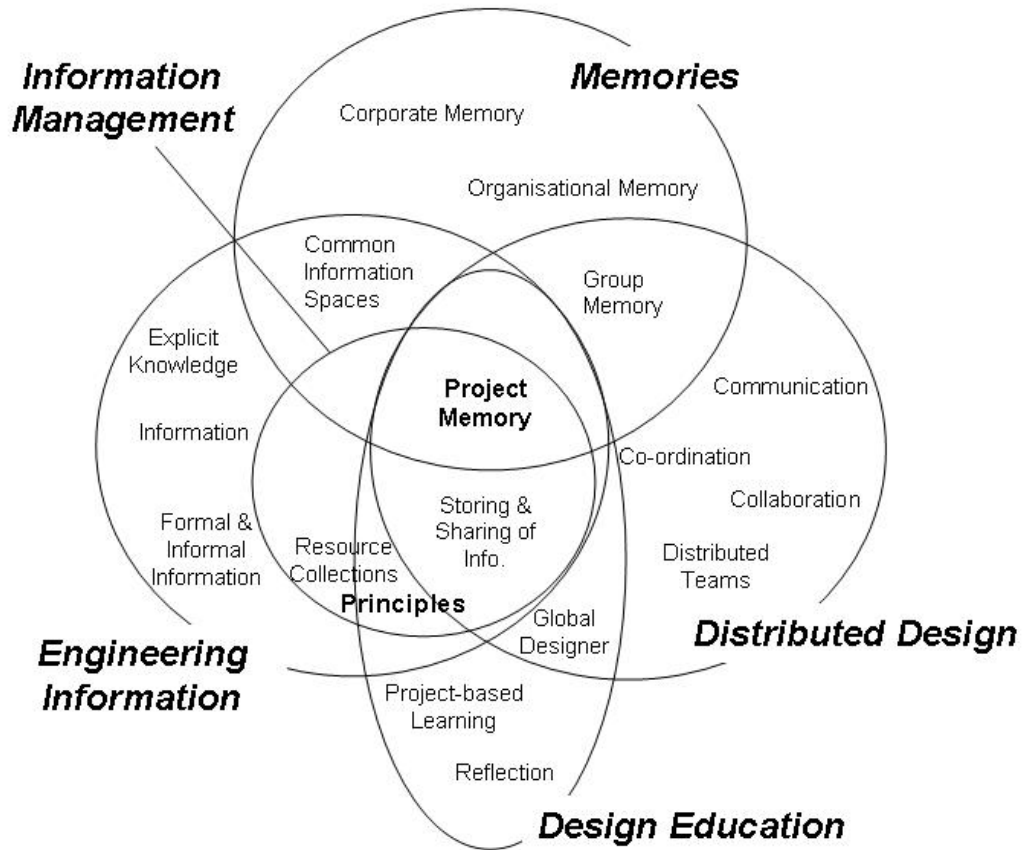 Information
Management
Memories
Corporate Memory
Organisational Memory
Common
Information
Spaces
Group
Memory
Explicit
Knowledge
Project
Memory
Communication
Information
Co-ordination
Collaboration
Storing &
Sharing of
Info.
Formal &
Informal
Information
Resource
Collections
Distributed
Teams
Principles
Global
Designer
Distributed Design
Engineering
Information
Project-based
Learning
Reflection
Design Education